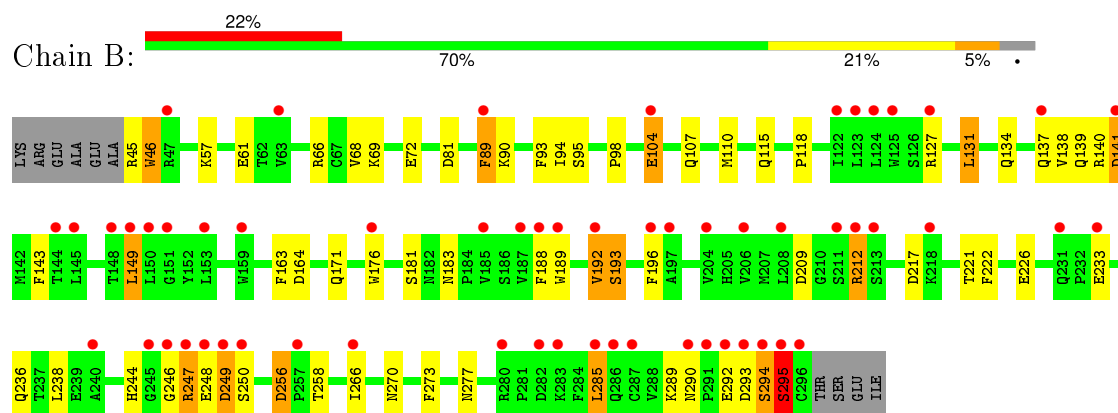 22%
Chain B:
70% 21% 5% •
LYS ARG GLU ALA GLU ALA R45 W46 R47 K57 E61 T62 V63 R66 C67 V68 K69 E72 D81 F89 K90 F93 I94 S95 P98 E104 Q107 M110 Q115 P118 I122 L123 L124 W125 S126 R127 L131 Q134 Q137 V138 Q139 R140
M142 F143 T144 L145 T148 L149 L150 G151 Y152 L153 W159 F163 D164 Q171 W176 S181 N182 N183 P184 V185 S186 V187 F188 W189 V192 S193 F196 A197 V204 H205 V206 M207 L208 D209 G210 S211 R212 S213 D217 K218 T221 F222 E226 Q231 P232 E233
Q236 T237 L238 E239 A240 H244 G245 G246 R247 E248 D249 S250 D256 P257 T258 I266 N270 F273 N277 R280 P281 D282 K283 F284 L285 Q286 C287 V288 K289 N290 P291 E292 D293 S294 S295 C296 THR SER GLU ILE